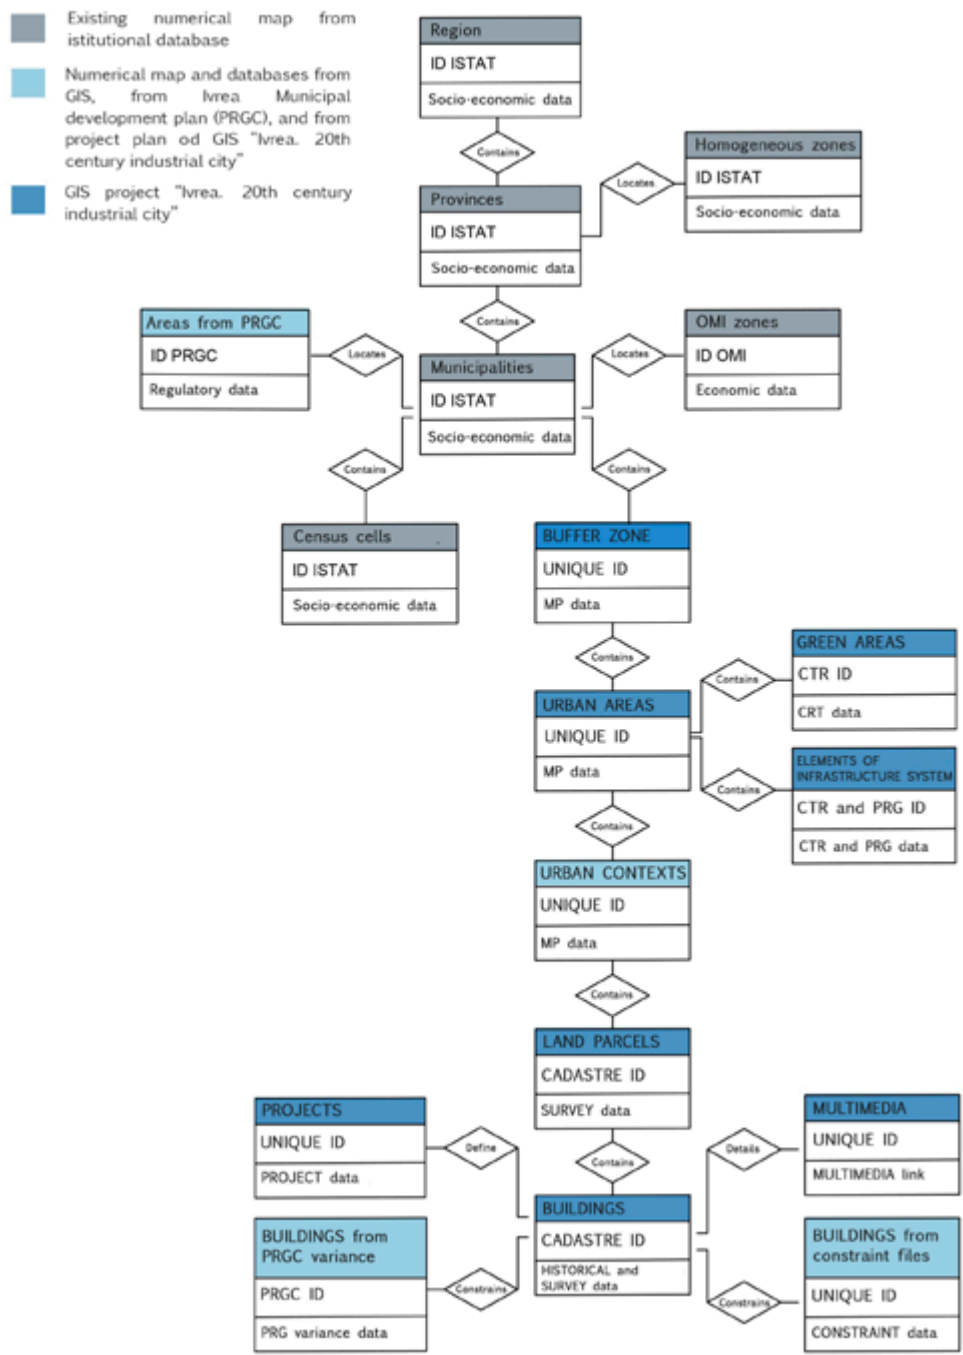 Existing numerical map from
istitutional database
Numerical map and databases from
GIS, from Ivrea Municipal
development plan (PRGC), and from
project plan od GIS "Ivrea. 20th
century industrial city"
GIS project "Ivrea. 20th century
industrial city"
Region
ID ISTAT
Socio-economic data
Contains
Homogeneous zones
ID ISTAT
Socio-economic data
Locates
Provinces
ID ISTAT
Socio-economic data
Contains
Areas from PRGC
ID PRGC
Regulatory data
Locates
Municipalities
ID ISTAT
Socio-economic data
Locates
OMI zones
ID OMI
Economic data
Contains
Contains
Census cells
ID ISTAT
Socio-economic data
BUFFER ZONE
UNIQUE ID
MP data
Contains
GREEN AREAS
CTR ID
CRT data
Contains
URBAN AREAS
UNIQUE ID
MP data
Contains
ELEMENTS OF
INFRASTRUCTURE SYSTEM
CTR and PRG ID
CTR and PRG data
Contains
URBAN CONTEXTS
UNIQUE ID
MP data
Contains
LAND PARCELS
CADASTRE ID
SURVEY data
Contains
PROJECTS
UNIQUE ID
PROJECT data
Define
Details
MULTIMEDIA
UNIQUE ID
MULTIMEDIA link
BUILDINGS
CADASTRE ID
HISTORICAL and
SURVEY data
BUILDINGS from
PRGC variance
PRGC ID
PRG variance data
Constrains
Constrains
BUILDINGS from
constraint files
UNIQUE ID
CONSTRAINT data